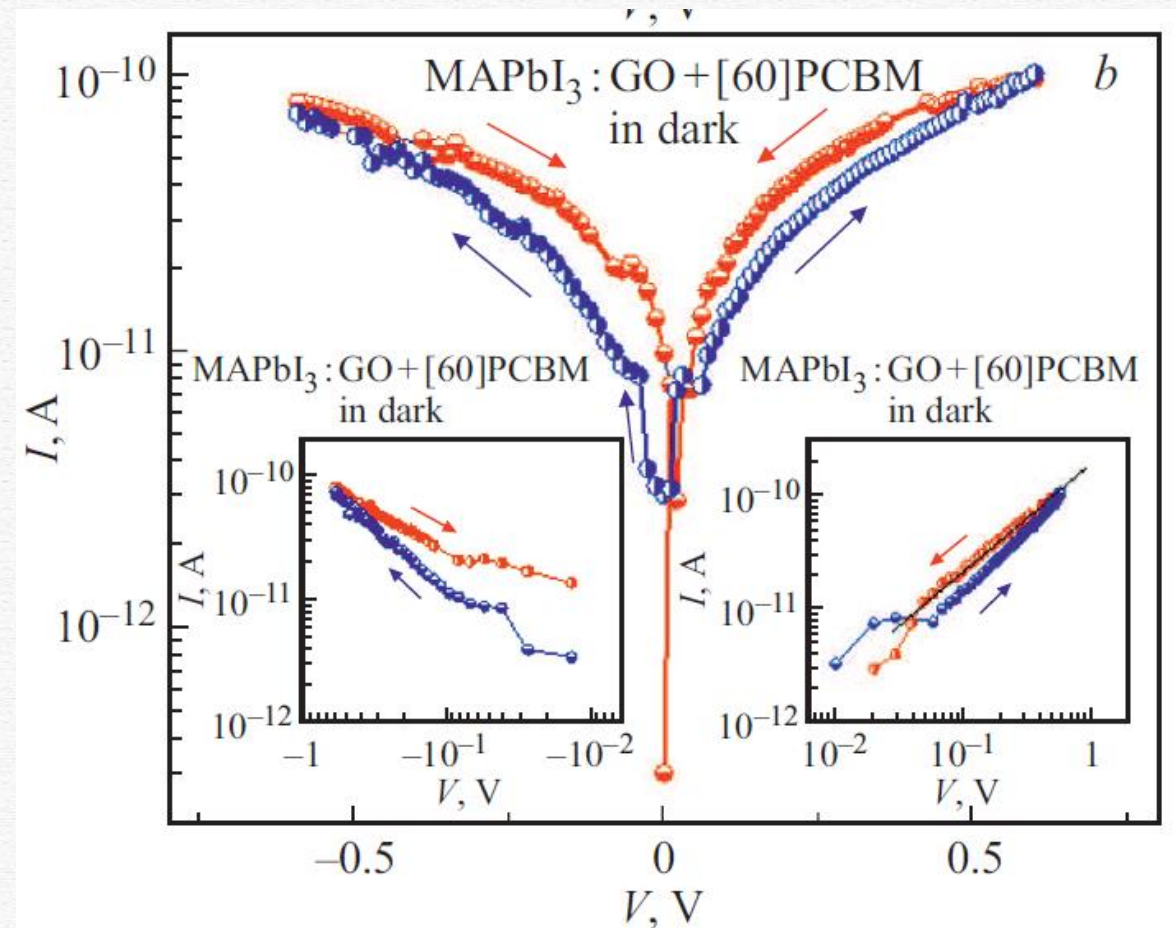 V, V
10⁻¹⁰
MAPbI₃ : GO + [60]PCBM
in dark
b
10⁻¹¹
I, A
10⁻¹²
MAPbI₃ : GO + [60]PCBM
in dark
10⁻¹⁰
I, A
10⁻¹¹
10⁻¹²
–1
–10⁻¹
–10⁻²
V, V
MAPbI₃ : GO + [60]PCBM
in dark
10⁻¹⁰
I, A
10⁻¹¹
10⁻¹²
10⁻²
10⁻¹
1
V, V
–0.5
0
0.5
V, V